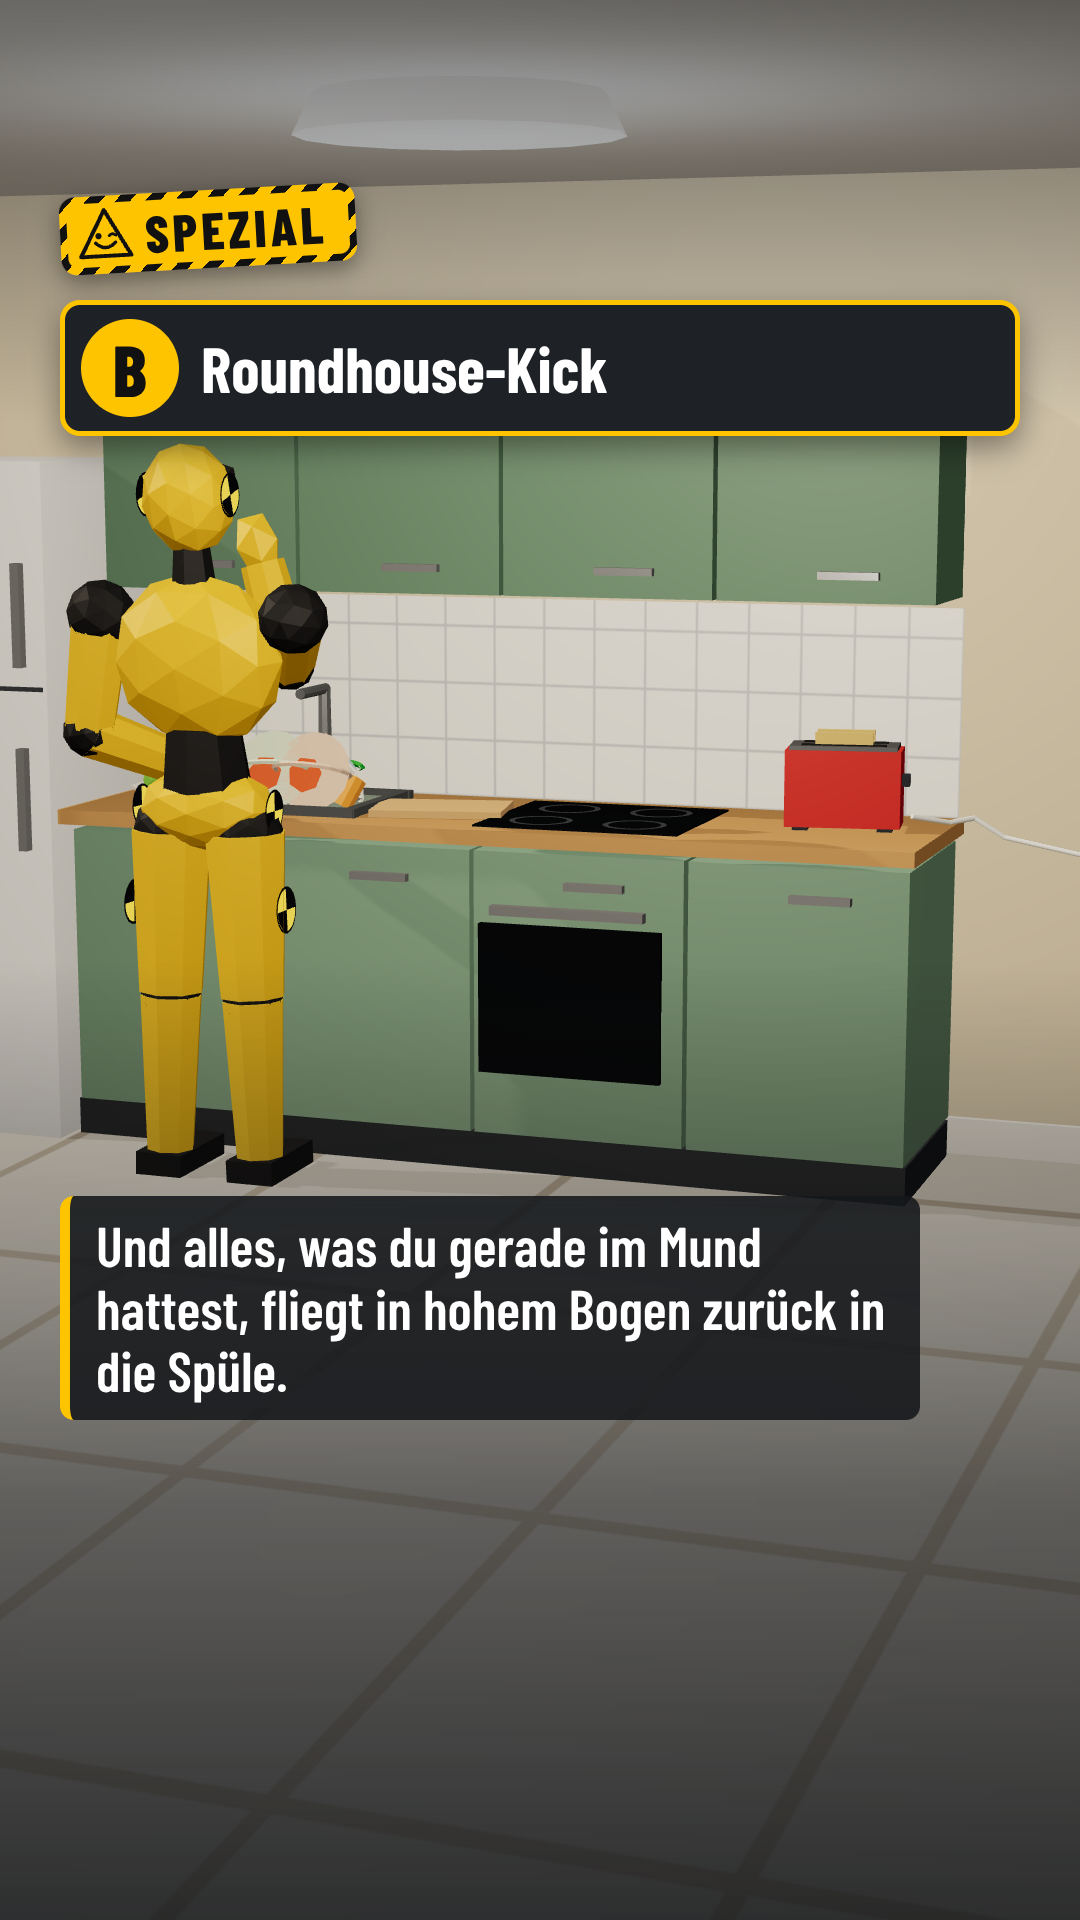 SPEZIAL
B Roundhouse-Kick
Und alles, was du gerade im Mund
hattest, fliegt in hohem Bogen zurück in
die Spüle.